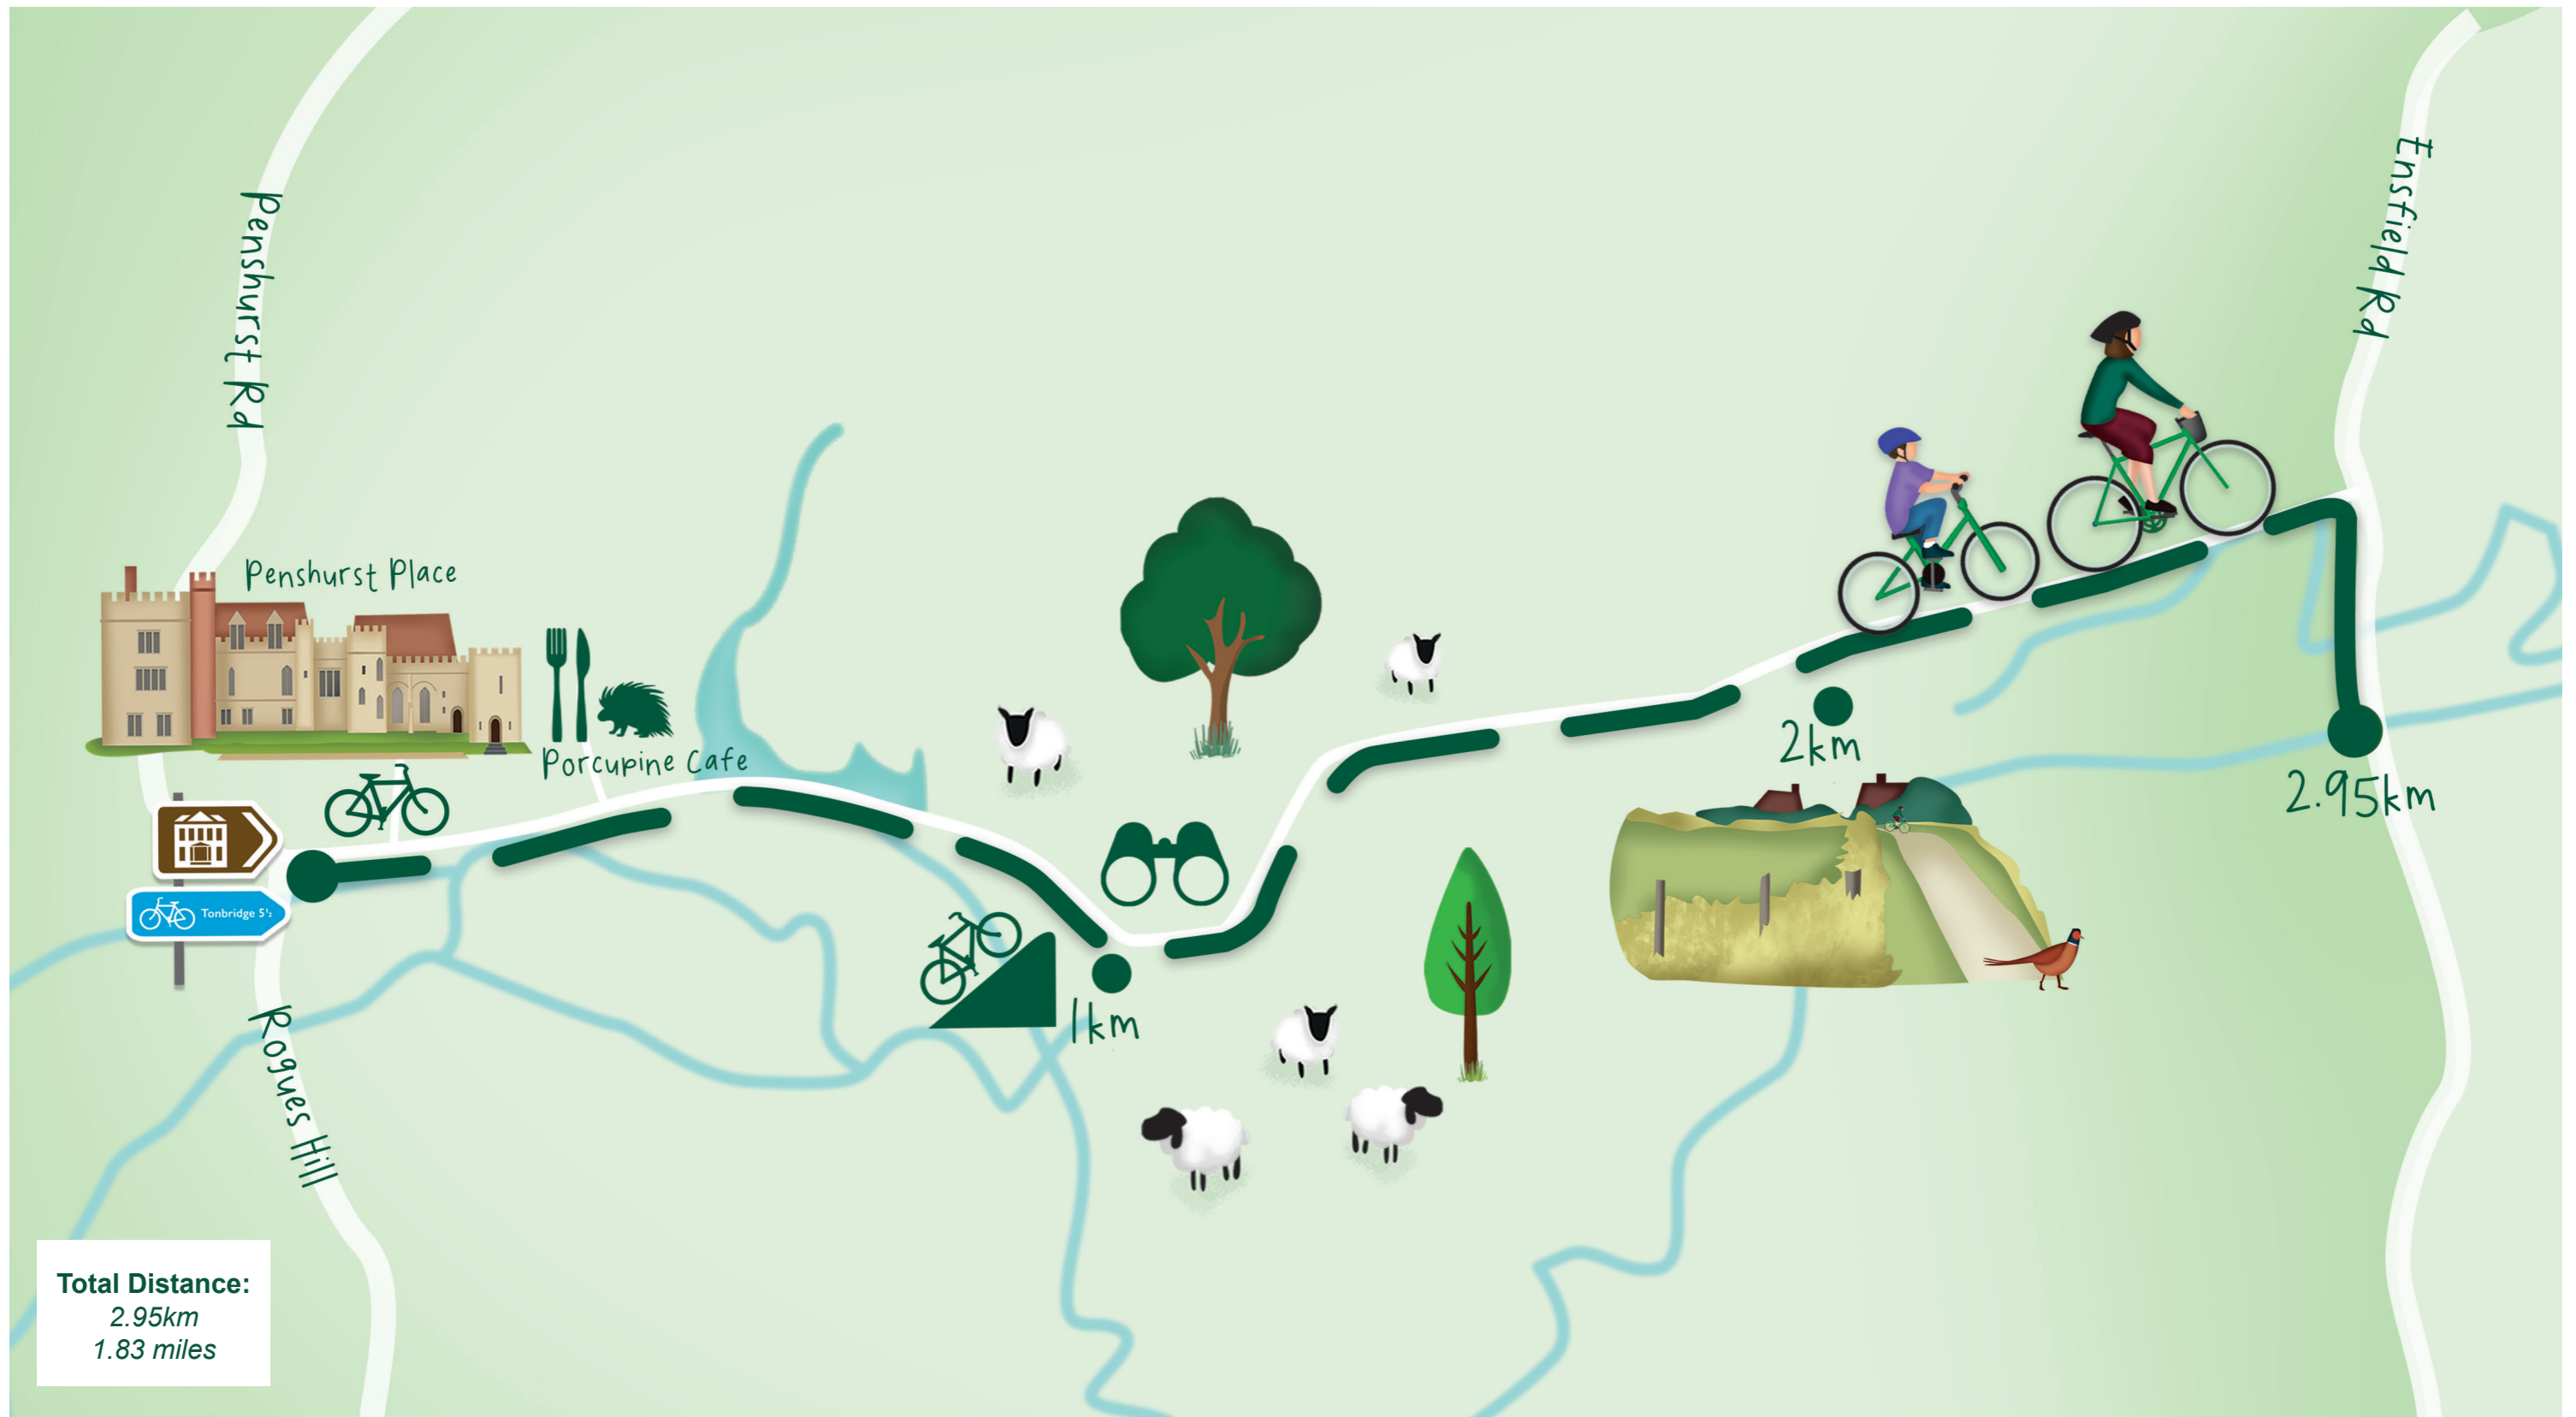 Penshurst Rd
Ensfield Rd
Penshurst Place
Porcupine Cafe
Tonbridge 5½
Rogues Hill
1km
2km
2.95km
Total Distance:
2.95km
1.83 miles